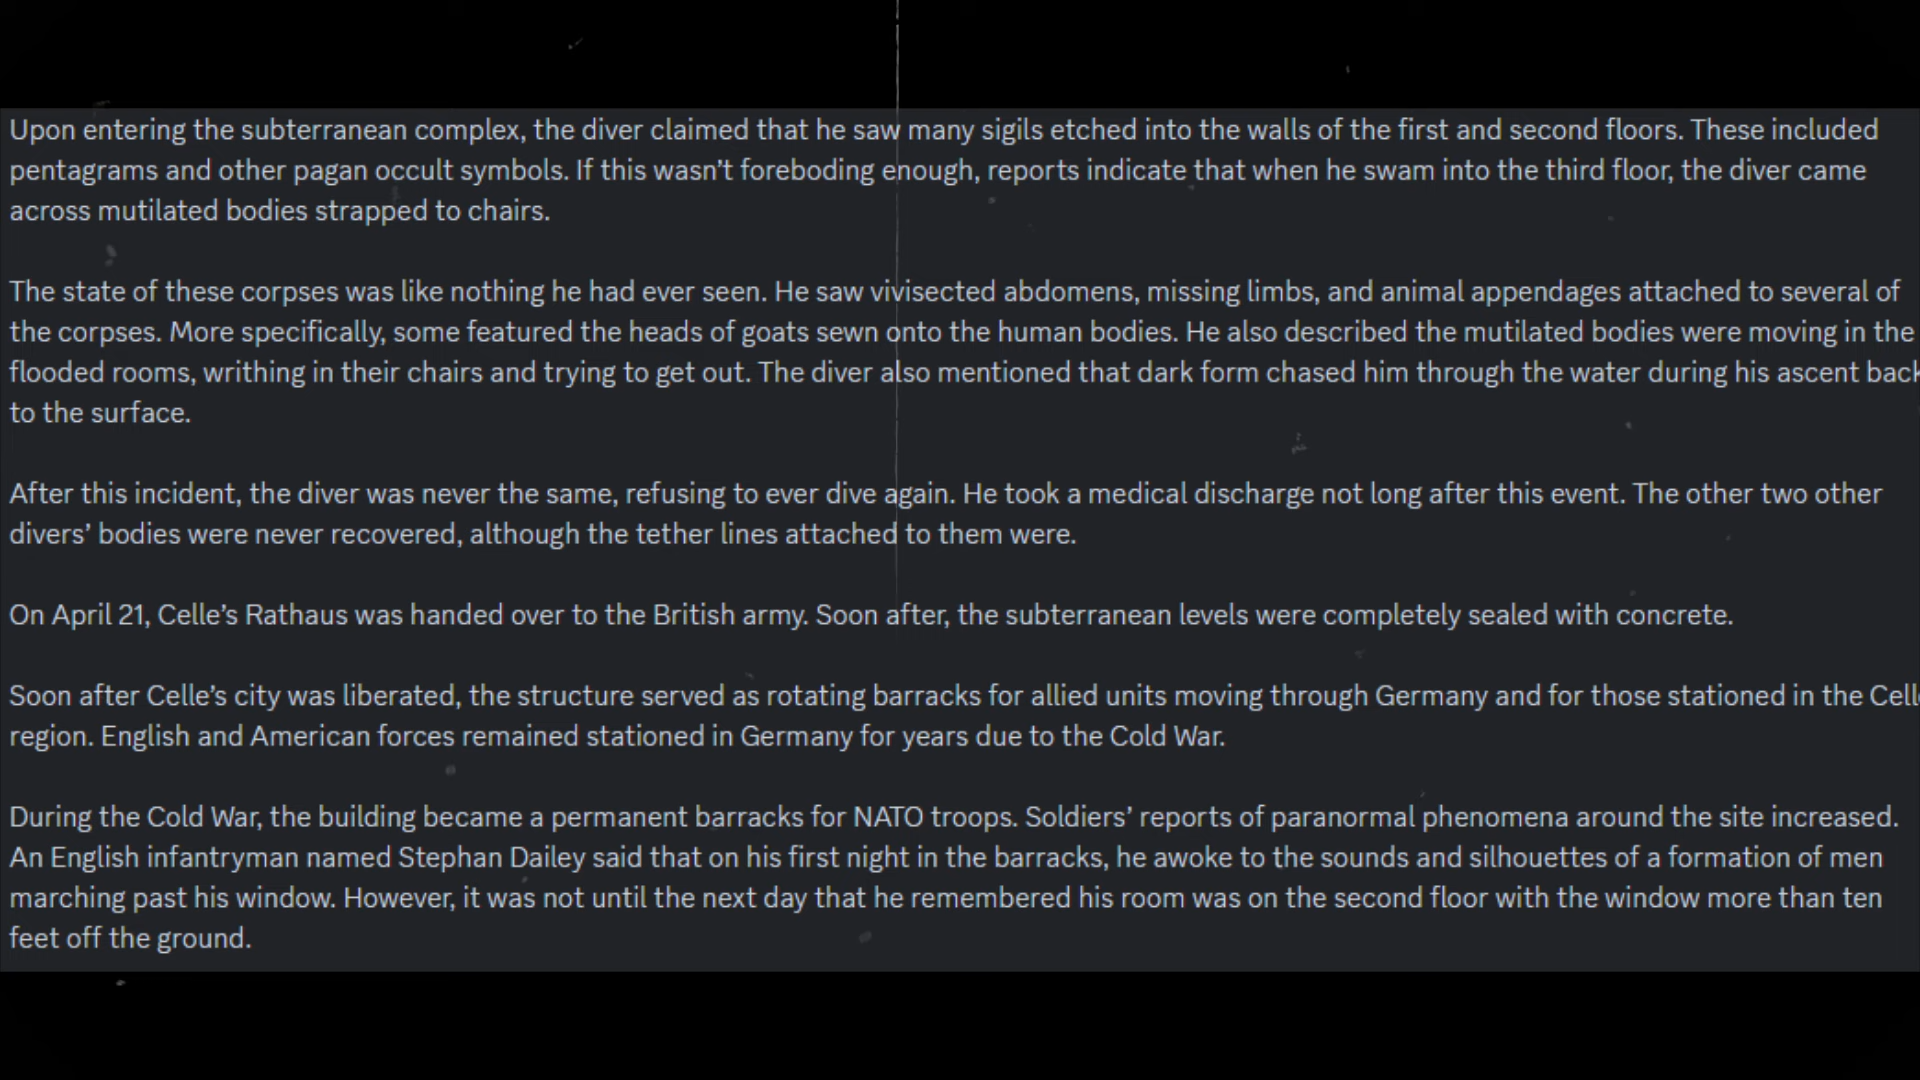 Upon entering the subterranean complex, the diver claimed that he saw many sigils etched into the walls of the first and second floors. These included
pentagrams and other pagan occult symbols. If this wasn’t foreboding enough, reports indicate that when he swam into the third floor, the diver came
across mutilated bodies strapped to chairs.
The state of these corpses was like nothing he had ever seen. He saw vivisected abdomens, missing limbs, and animal appendages attached to several of
the corpses. More specifically, some featured the heads of goats sewn onto the human bodies. He also described the mutilated bodies were moving in the
flooded rooms, writhing in their chairs and trying to get out. The diver also mentioned that dark form chased him through the water during his ascent back
to the surface.
After this incident, the diver was never the same, refusing to ever dive again. He took a medical discharge not long after this event. The other two other
divers’ bodies were never recovered, although the tether lines attached to them were.
On April 21, Celle’s Rathaus was handed over to the British army. Soon after, the subterranean levels were completely sealed with concrete.
Soon after Celle’s city was liberated, the structure served as rotating barracks for allied units moving through Germany and for those stationed in the Celle
region. English and American forces remained stationed in Germany for years due to the Cold War.
During the Cold War, the building became a permanent barracks for NATO troops. Soldiers’ reports of paranormal phenomena around the site increased.
An English infantryman named Stephan Dailey said that on his first night in the barracks, he awoke to the sounds and silhouettes of a formation of men
marching past his window. However, it was not until the next day that he remembered his room was on the second floor with the window more than ten
feet off the ground.